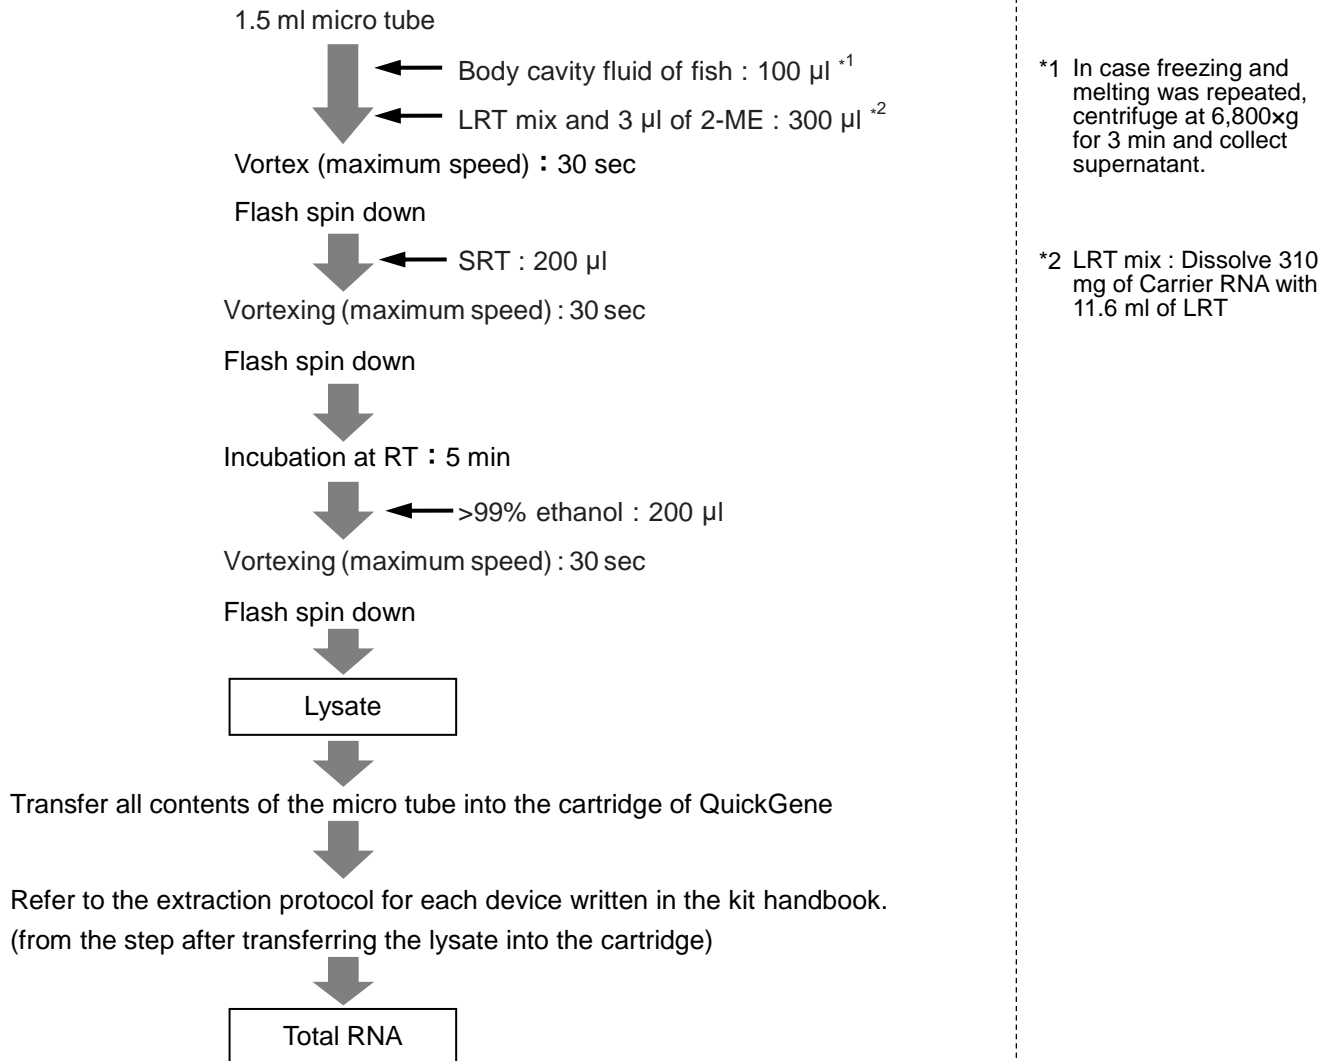 1.5 ml micro tube
Body cavity fluid of fish : 100 µl *1
LRT mix and 3 µl of 2-ME : 300 µl *2
Vortex (maximum speed) : 30 sec
Flash spin down
SRT : 200 µl
Vortexing (maximum speed) : 30 sec
Flash spin down
Incubation at RT : 5 min
>99% ethanol : 200 µl
Vortexing (maximum speed) : 30 sec
Flash spin down
Lysate
Transfer all contents of the micro tube into the cartridge of QuickGene
Refer to the extraction protocol for each device written in the kit handbook.
(from the step after transferring the lysate into the cartridge)
Total RNA
*1 In case freezing and
melting was repeated,
centrifuge at 6,800×g
for 3 min and collect
supernatant.
*2 LRT mix : Dissolve 310
mg of Carrier RNA with
11.6 ml of LRT